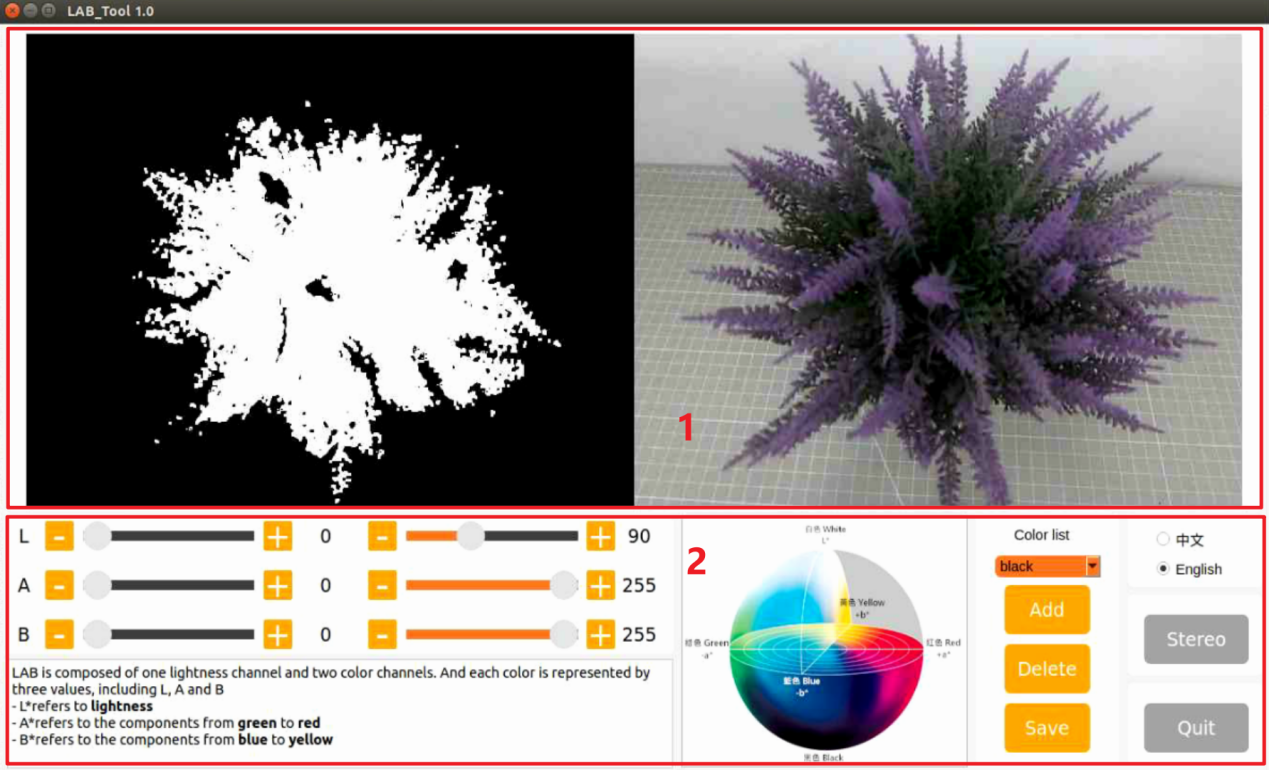 LAB_Tool 1.0
1
L - + 0 - + 90
A - + 0 - + 255
B - + 0 - + 255
LAB is composed of one lightness channel and two color channels. And each color is represented by
three values, including L, A and B
- L*refers to lightness
- A*refers to the components from green to red
- B*refers to the components from blue to yellow
2
白色 White
L*
黃色 Yellow
+b*
Green
-a*
红色 Red
+a*
藍色 Blue
-b*
黑色 Black
Color list
black
Add
Delete
Save
中文
English
Stereo
Quit